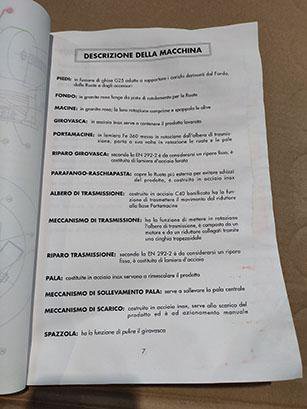 DESCRIZIONE DELLA MACCHINA
PIEDI: in fusione di ghisa G25 adatta a supportare i carichi derivanti dal Fondo,
dalle Ruote e dagli accessori
FONDO: in granito rosa funge da pista di rotolamento per le Ruote
MACINE: in granito rosa; la loro rotazione comprime e spappola le olive
GIROVASCA: in acciaio inox serve a contenere il prodotto lavorato
PORTAMACINE: in lamiera Fe 360 messo in rotazione dall'albero di trasmis-
sione, porta a sua volta in rotazione le ruote e la pala
RIPARO GIROVASCA: secondo la EN 292-2 è da considerarsi un riparo fisso, è
costituito di lamiera d'acciaio forata
PARAFANGO-RASCHIAPASTA: copre la Ruota più esterna per evitare schizzi
del prodotto, è costruito in acciaio inox
ALBERO DI TRASMISSIONE: costruito in acciaio C40 bonificato ha la fun-
zione di trasmettere il movimento dal riduttore
alla Base Portamacine
MECCANISMO DI TRASMISSIONE: ha la funzione di mettere in rotazione
l'albero di trasmissione, è composto da un
motore e da un riduttore collegati tramite
una cinghia trapezoidale
RIPARO TRASMISSIONE: secondo la EN 292-2 è da considerarsi un riparo
fisso, è costituito di lamiera d'acciaio
PALA: costituite in acciaio inox servono a rimescolare il prodotto
MECCANISMO DI SOLLEVAMENTO PALA: serve a sollevare la pala centrale
MECCANISMO DI SCARICO: costruito in acciaio inox, serve allo scarico del
prodotto ed è ad azionamento manuale
SPAZZOLA: ha la funzione di pulire il girovasca
7